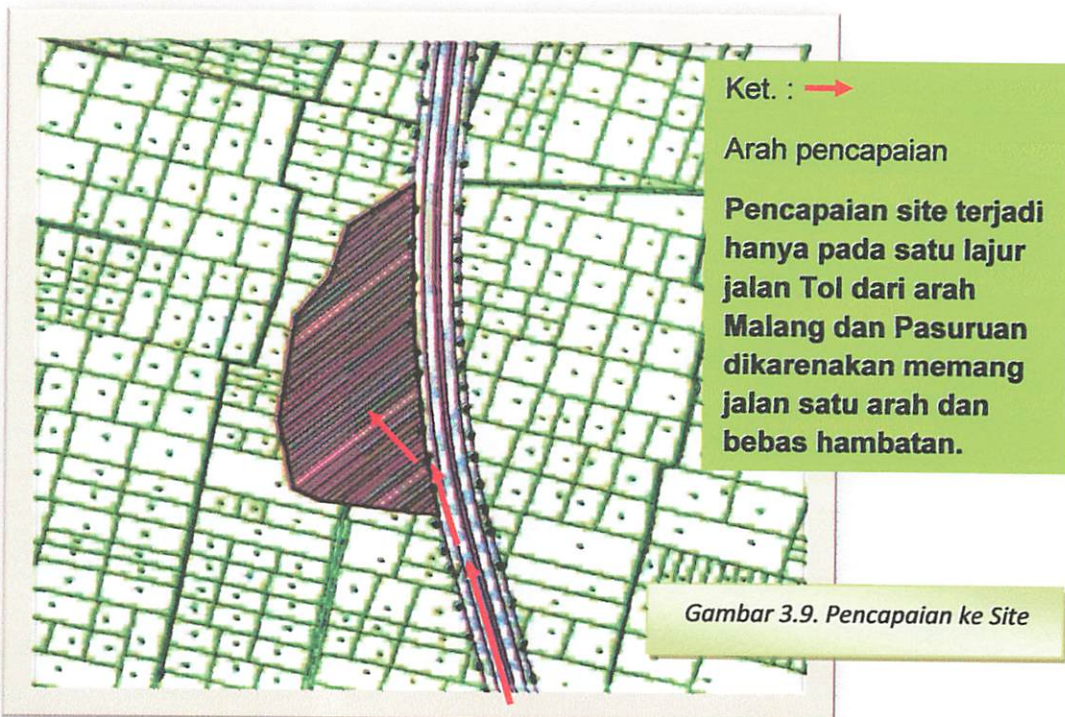 Ket. :
Arah pencapaian
Pencapaian site terjadi
hanya pada satu lajur
jalan Tol dari arah
Malang dan Pasuruan
dikarenakan memang
jalan satu arah dan
bebas hambatan.
Gambar 3.9. Pencapaian ke Site